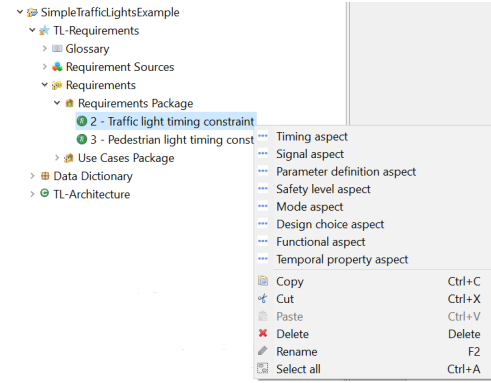 SimpleTrafficLightsExample
TL-Requirements
Glossary
Requirement Sources
Requirements
Requirements Package
2 - Traffic light timing constraint
3 - Pedestrian light timing const
Use Cases Package
Data Dictionary
TL-Architecture
Timing aspect
Signal aspect
Parameter definition aspect
Safety level aspect
Mode aspect
Design choice aspect
Functional aspect
Temporal property aspect
Copy Ctrl+C
Cut Ctrl+X
Paste Ctrl+V
Delete Delete
Rename F2
Select all Ctrl+A